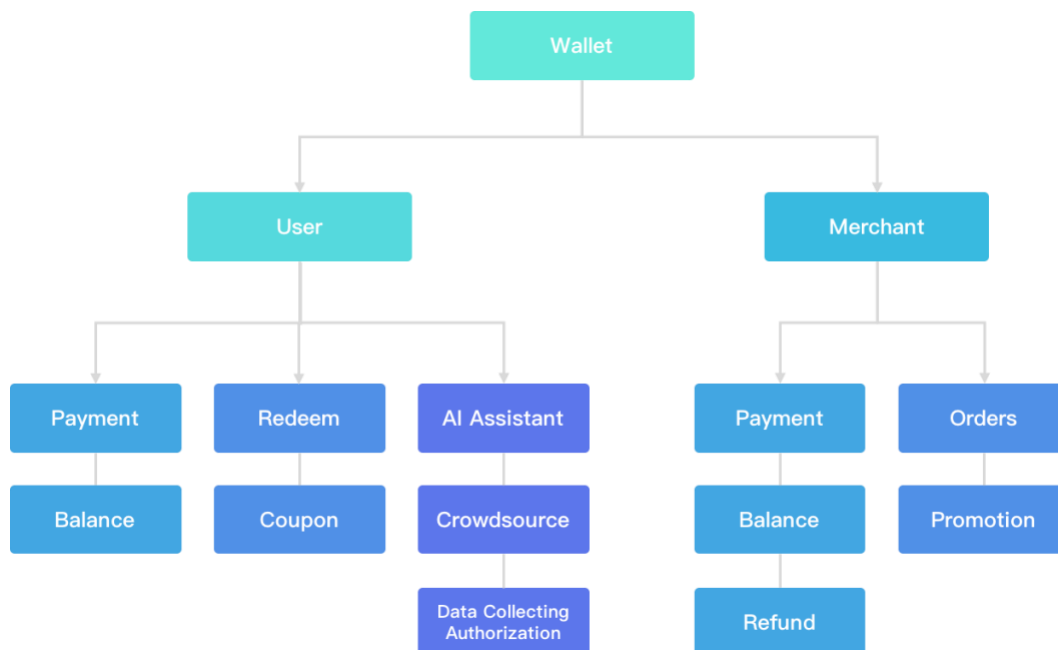 Wallet
User
Merchant
Payment
Redeem
AI Assistant
Payment
Orders
Balance
Coupon
Crowdsource
Balance
Promotion
Data Collecting
Authorization
Refund